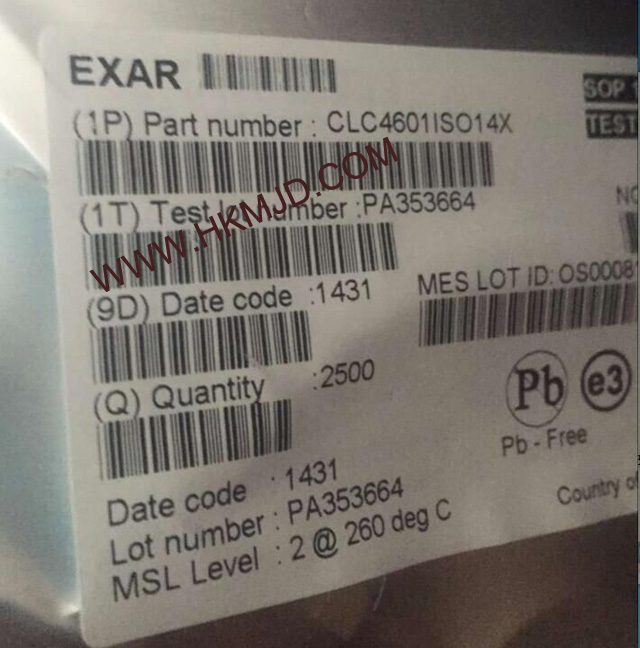 EXAR
SOP
(1P) Part number : CLC4601ISO14X
TEST
(1T) Test lot number :PA353664
WWW.HKMJD.COM
(9D) Date code :1431
MES LOT ID: OS00081
(Q) Quantity :2500
Pb e3
Pb - Free
Date code : 1431
Lot number : PA353664
MSL Level : 2 @ 260 deg C
Country of